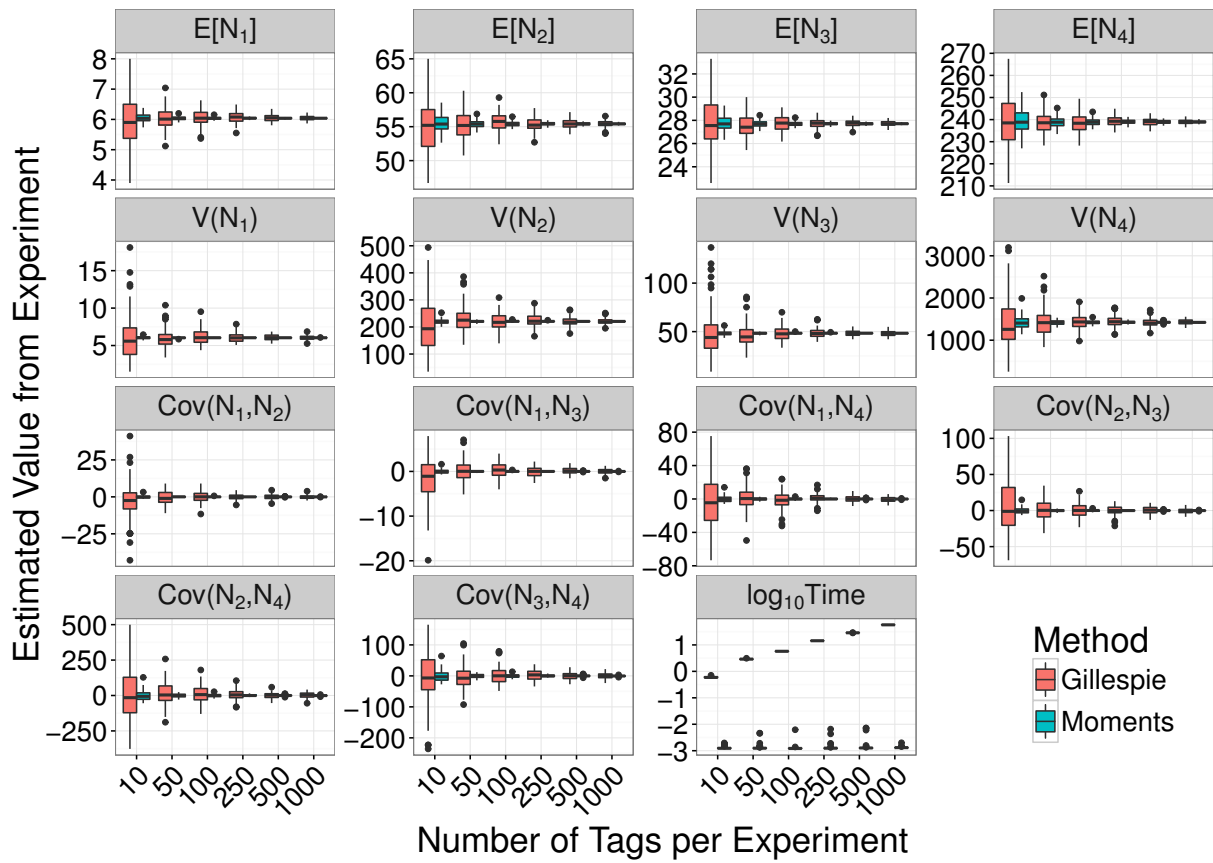 E[N₁] E[N₂] E[N₃] E[N₄]
8 7 6 5 4
65 60 55 50
32 30 28 26 24
270 260 250 240 230 220 210
V(N₁) V(N₂) V(N₃) V(N₄)
15 10 5
500 400 300 200 100
100 50
3000 2000 1000
Cov(N₁,N₂) Cov(N₁,N₃) Cov(N₁,N₄) Cov(N₂,N₃)
25 0 −25
0 −10 −20
80 40 0 −40 −80
100 50 0 −50
Cov(N₂,N₄) Cov(N₃,N₄) log₁₀Time
500 250 0 −250
100 0 −100 −200
1 0 −1 −2 −3
10 50 100 250 500 1000
10 50 100 250 500 1000
10 50 100 250 500 1000
Estimated Value from Experiment
Number of Tags per Experiment
Method
Gillespie
Moments